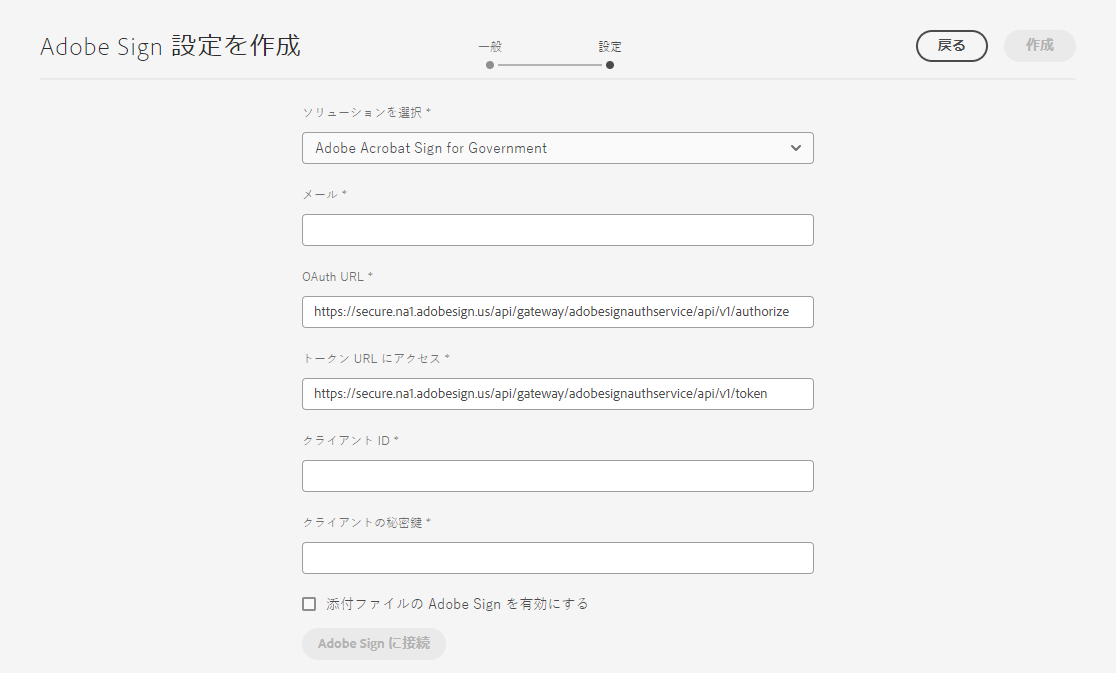 Adobe Sign 設定を作成
一般
設定
戻る
作成
ソリューションを選択 *
Adobe Acrobat Sign for Government
メール *
OAuth URL *
https://secure.na1.adobesign.us/api/gateway/adobesignauthservice/api/v1/authorize
トークン URL にアクセス *
https://secure.na1.adobesign.us/api/gateway/adobesignauthservice/api/v1/token
クライアント ID *
クライアントの秘密鍵 *
添付ファイルの Adobe Sign を有効にする
Adobe Sign に接続